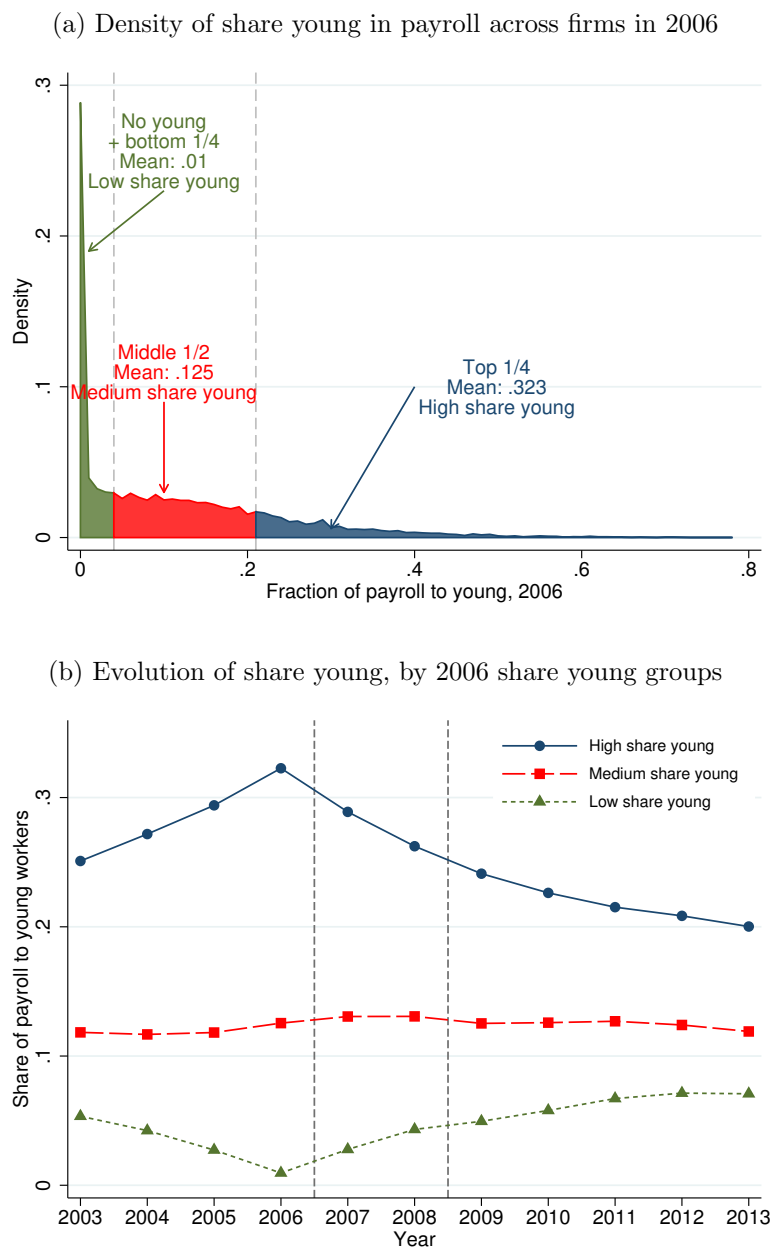 (a) Density of share young in payroll across firms in 2006
.3
.2
.1
0
Density
No young
+ bottom 1/4
Mean: .01
Low share young
Middle 1/2
Mean: .125
Medium share young
Top 1/4
Mean: .323
High share young
0 .2 .4 .6 .8
Fraction of payroll to young, 2006
(b) Evolution of share young, by 2006 share young groups
.3
.2
.1
0
Share of payroll to young workers
High share young
Medium share young
Low share young
2003 2004 2005 2006 2007 2008 2009 2010 2011 2012 2013
Year